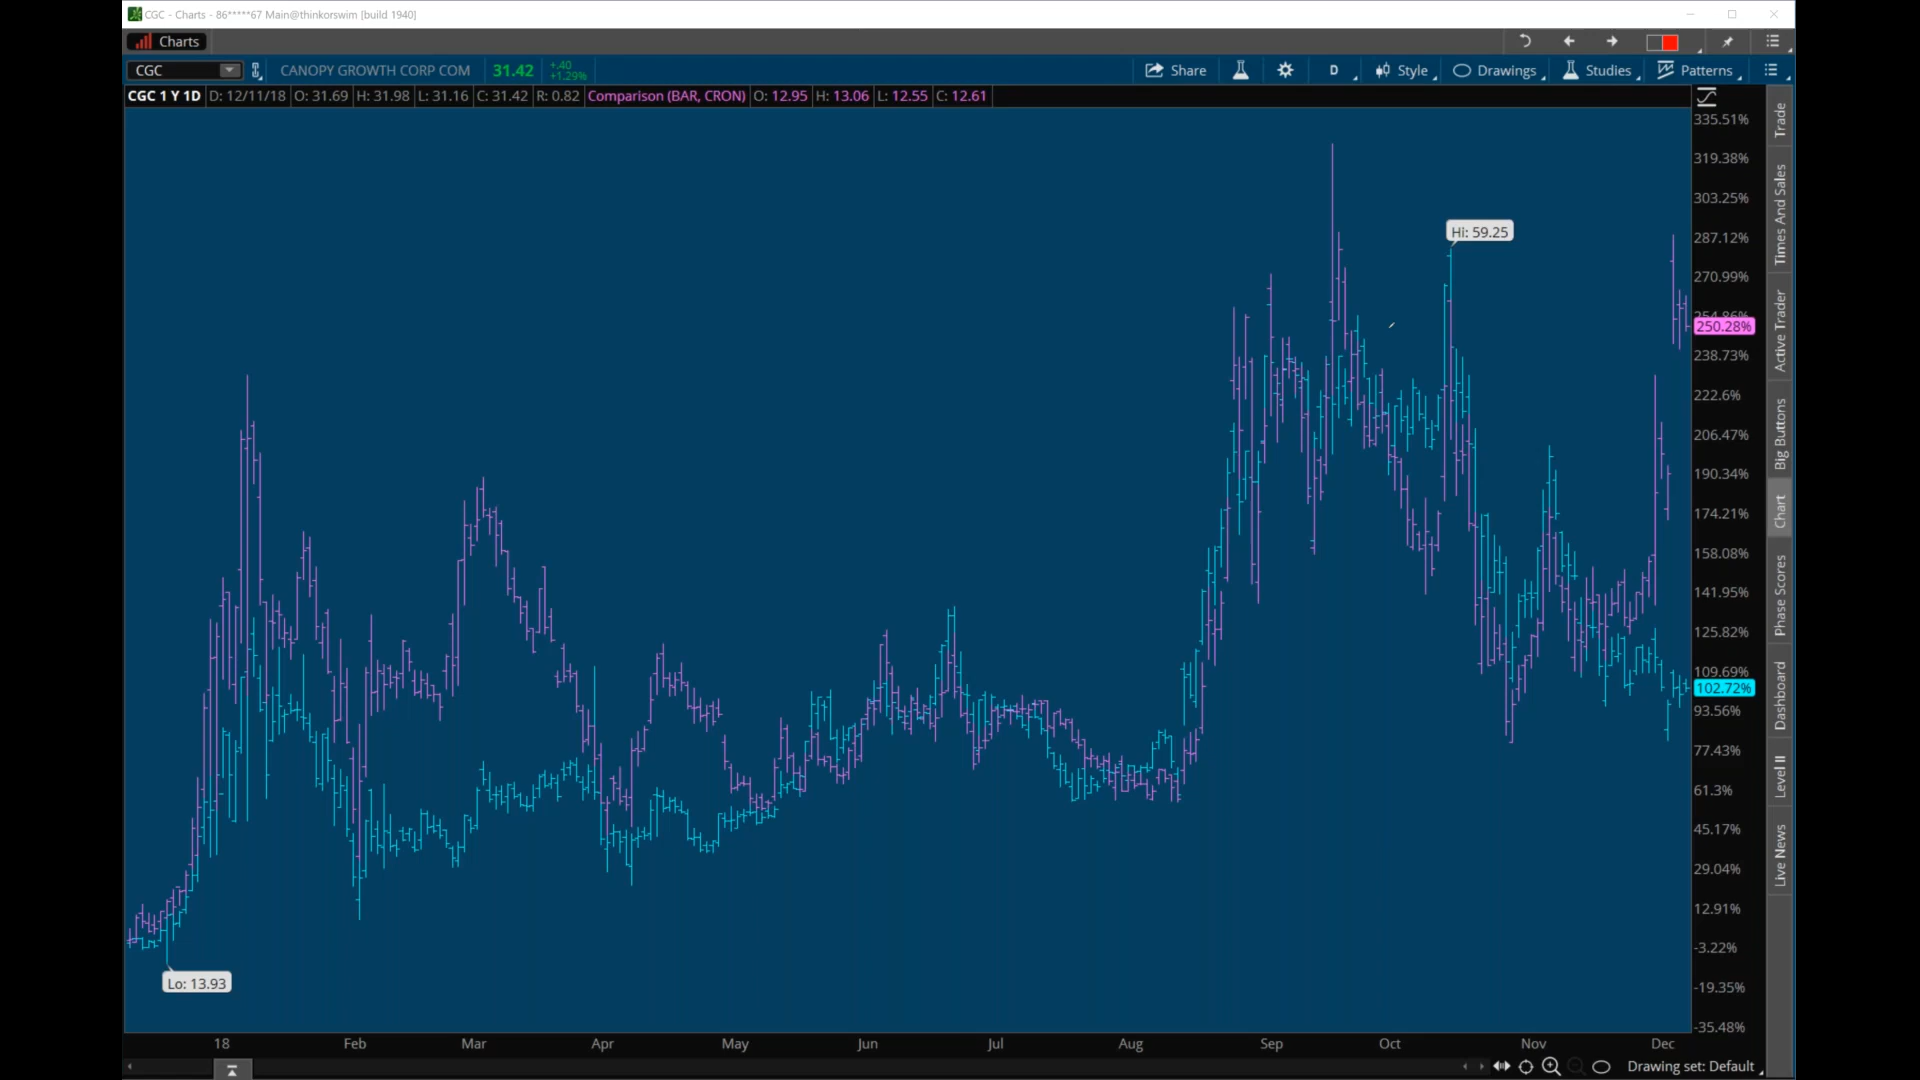 CGC - Charts - 86*****67 Main@thinkorswim [build 1940]
Charts
CGC
CANOPY GROWTH CORP COM
31.42
+.40
+1.29%
Share
D
Style
Drawings
Studies
Patterns
CGC 1 Y 1D D: 12/11/18 O: 31.69 H: 31.98 L: 31.16 C: 31.42 R: 0.82 Comparison (BAR, CRON) O: 12.95 H: 13.06 L: 12.55 C: 12.61
335.51%
319.38%
303.25%
287.12%
270.99%
254.86%
250.28%
238.73%
222.6%
206.47%
190.34%
174.21%
158.08%
141.95%
125.82%
109.69%
102.72%
93.56%
77.43%
61.3%
45.17%
29.04%
12.91%
-3.22%
-19.35%
-35.48%
Hi: 59.25
Lo: 13.93
18 Feb Mar Apr May Jun Jul Aug Sep Oct Nov Dec
Trade
Times And Sales
Active Trader
Big Buttons
Chart
Phase Scores
Dashboard
Level II
Live News
Drawing set: Default